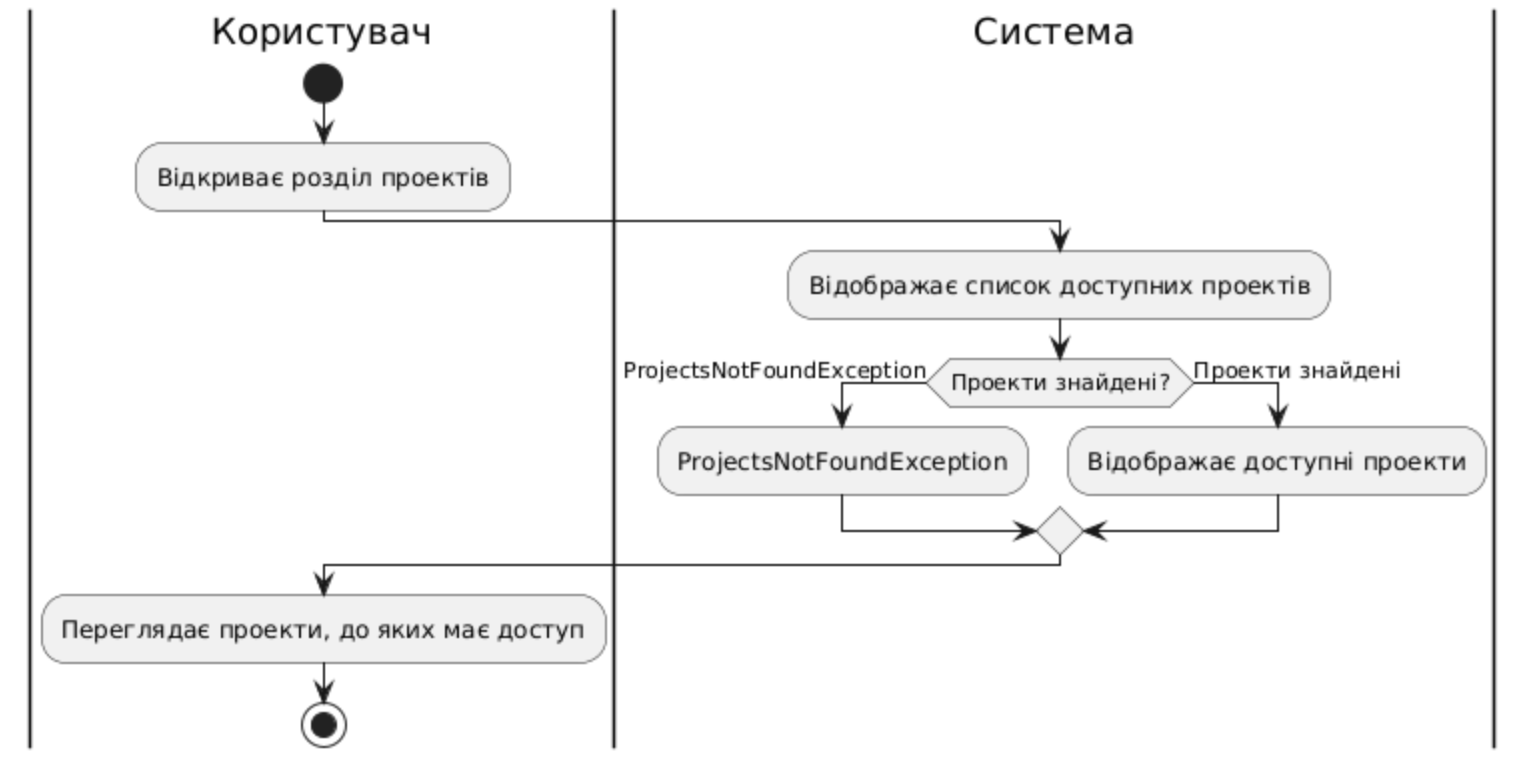 Користувач
Система
Відкриває розділ проектів
Відображає список доступних проектів
ProjectsNotFoundException
Проекти знайдені?
Проекти знайдені
ProjectsNotFoundException
Відображає доступні проекти
Переглядає проекти, до яких має доступ